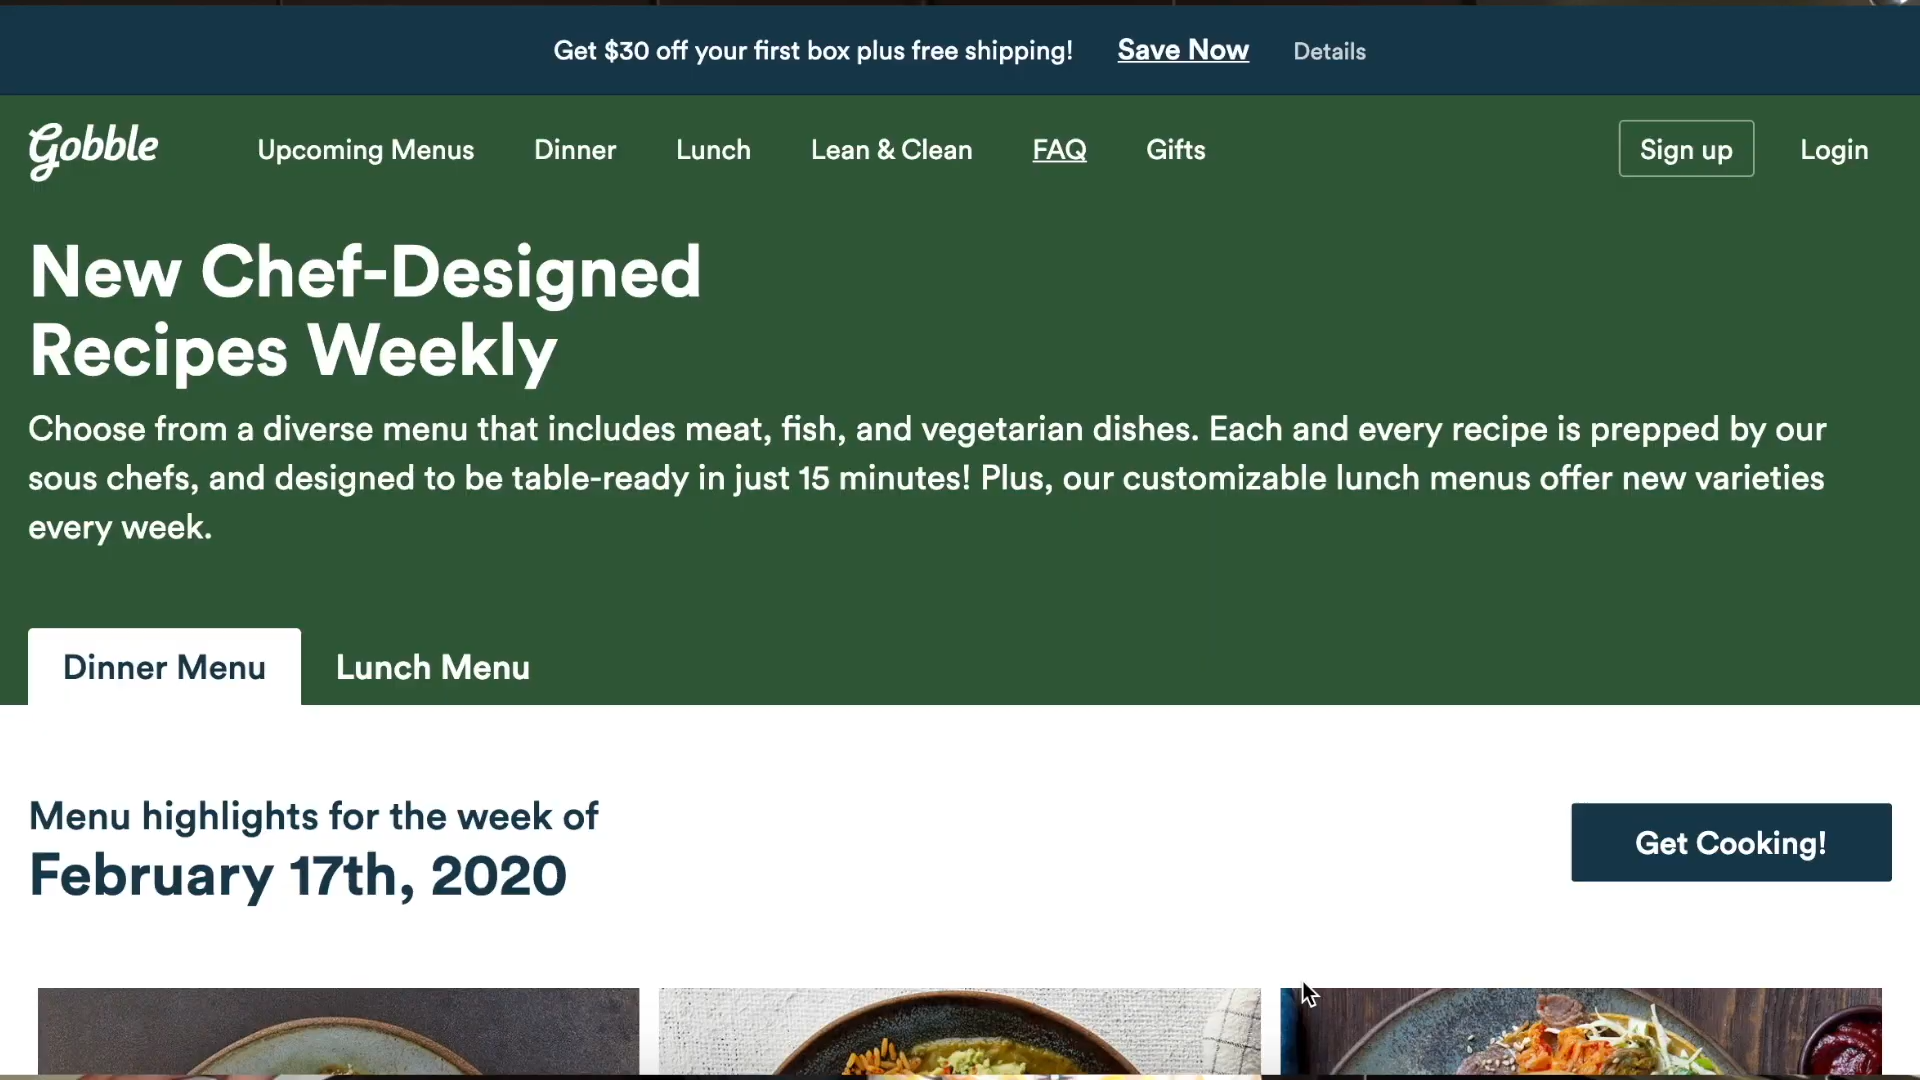 Get $30 off your first box plus free shipping! Save Now Details
Gobble Upcoming Menus Dinner Lunch Lean & Clean FAQ Gifts Sign up Login
New Chef-Designed
Recipes Weekly
Choose from a diverse menu that includes meat, fish, and vegetarian dishes. Each and every recipe is prepped by our
sous chefs, and designed to be table-ready in just 15 minutes! Plus, our customizable lunch menus offer new varieties
every week.
Dinner Menu Lunch Menu
Menu highlights for the week of
February 17th, 2020
Get Cooking!